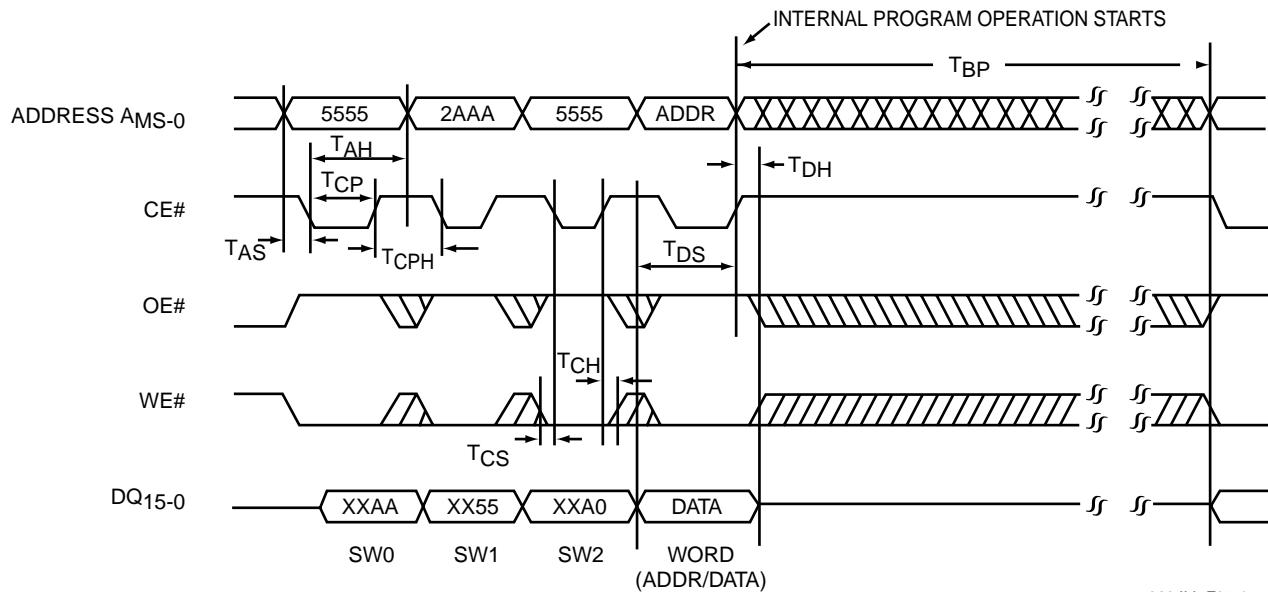 INTERNAL PROGRAM OPERATION STARTS
TBP
ADDRESS AMS-0
5555
2AAA
5555
ADDR
TAH
TDH
TCP
CE#
TAS
TCPH
TDS
OE#
TCH
WE#
TCS
DQ15-0
XXAA
XX55
XXA0
DATA
SW0
SW1
SW2
WORD
(ADDR/DATA)